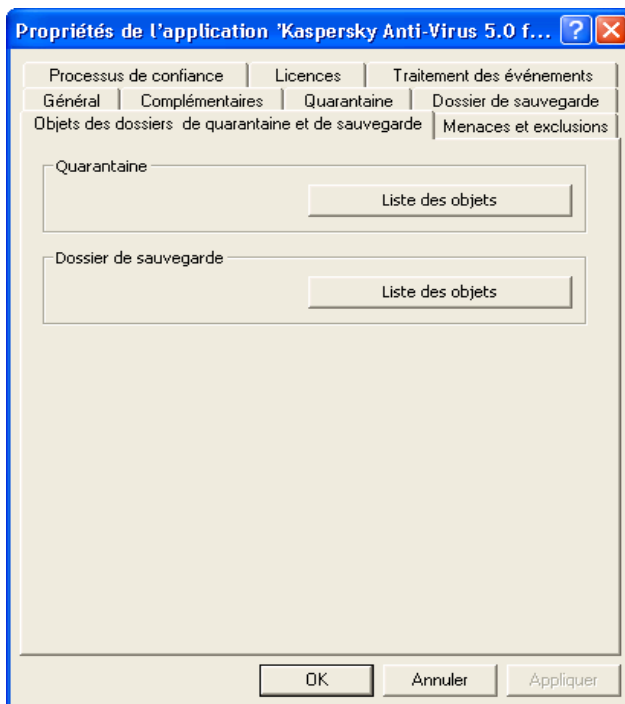 Propriétés de l'application 'Kaspersky Anti-Virus 5.0 f...
Processus de confiance Licences Traitement des événements
Général Complémentaires Quarantaine Dossier de sauvegarde
Objets des dossiers de quarantaine et de sauvegarde Menaces et exclusions
Quarantaine
Liste des objets
Dossier de sauvegarde
Liste des objets
OK Annuler Appliquer